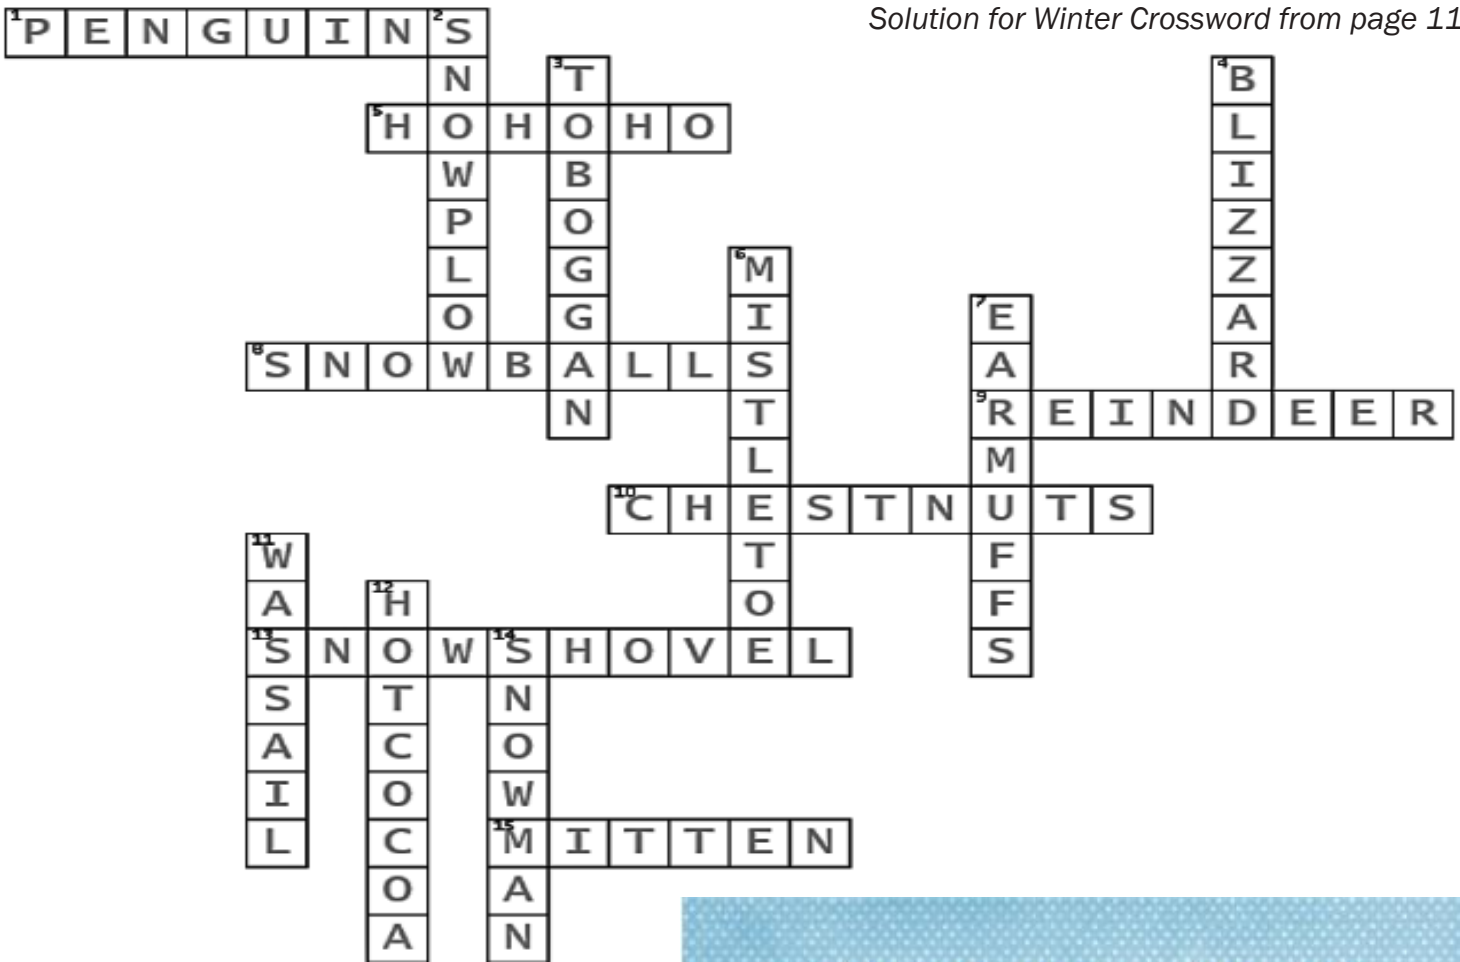 Solution for Winter Crossword from page 11
1 PENGUINS
2 SNOWPLOW
3 TOBOGGAN
4 BLIZZARD
5 HOHOHO
6 MISTLETOE
7 EARMUFFS
8 SNOWBALLS
9 REINDEER
10 CHESTNUTS
11 WASSAIL
12 HOTCOCOA
13 SNOWSHOVEL
14 SNOWMAN
15 MITTEN